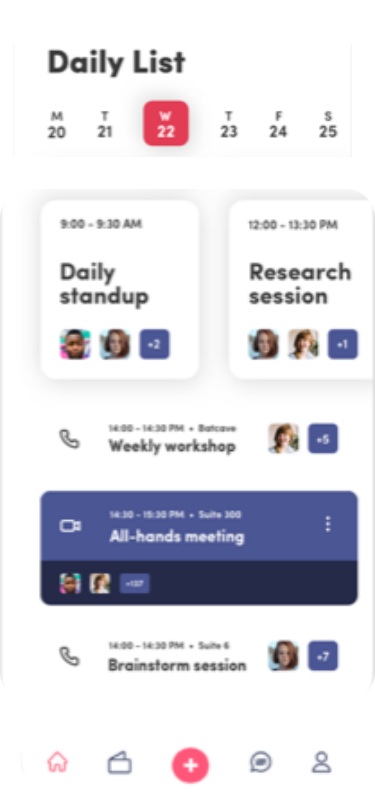 Daily List
M T W T F S
20 21 22 23 24 25
9:00 - 9:30 AM
Daily
standup
+2
12:00 - 13:30 PM
Research
session
+1
14:00 - 14:30 PM • Batcave
Weekly workshop
+5
14:30 - 15:30 PM • Suite 300
All-hands meeting
+137
14:00 - 14:30 PM • Suite 6
Brainstorm session
+7